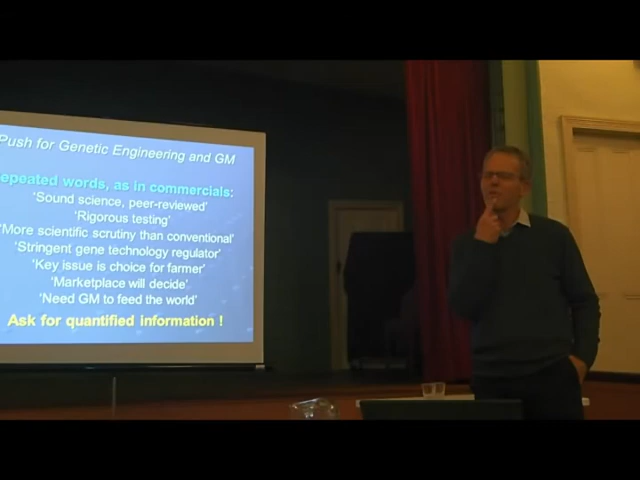 Push for Genetic Engineering and GM
epeated words, as in commercials:
'Sound science, peer-reviewed'
'Rigorous testing'
'More scientific scrutiny than conventional'
'Stringent gene technology regulator'
'Key issue is choice for farmer'
'Marketplace will decide'
'Need GM to feed the world'
Ask for quantified information !